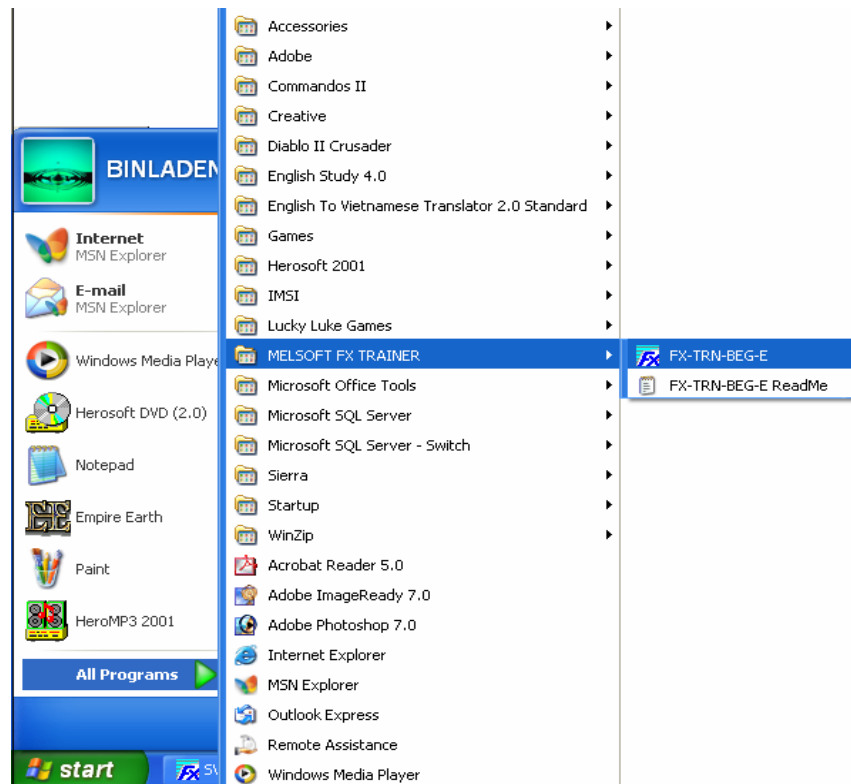 BINLADEN
Internet
MSN Explorer
E-mail
MSN Explorer
Windows Media Playe
Herosoft DVD (2.0)
Notepad
Empire Earth
Paint
HeroMP3 2001
All Programs
start
Accessories
Adobe
Commandos II
Creative
Diablo II Crusader
English Study 4.0
English To Vietnamese Translator 2.0 Standard
Games
Herosoft 2001
IMSI
Lucky Luke Games
MELSOFT FX TRAINER
Microsoft Office Tools
Microsoft SQL Server
Microsoft SQL Server - Switch
Sierra
Startup
WinZip
Acrobat Reader 5.0
Adobe ImageReady 7.0
Adobe Photoshop 7.0
Internet Explorer
MSN Explorer
Outlook Express
Remote Assistance
Windows Media Player
FX-TRN-BEG-E
FX-TRN-BEG-E ReadMe